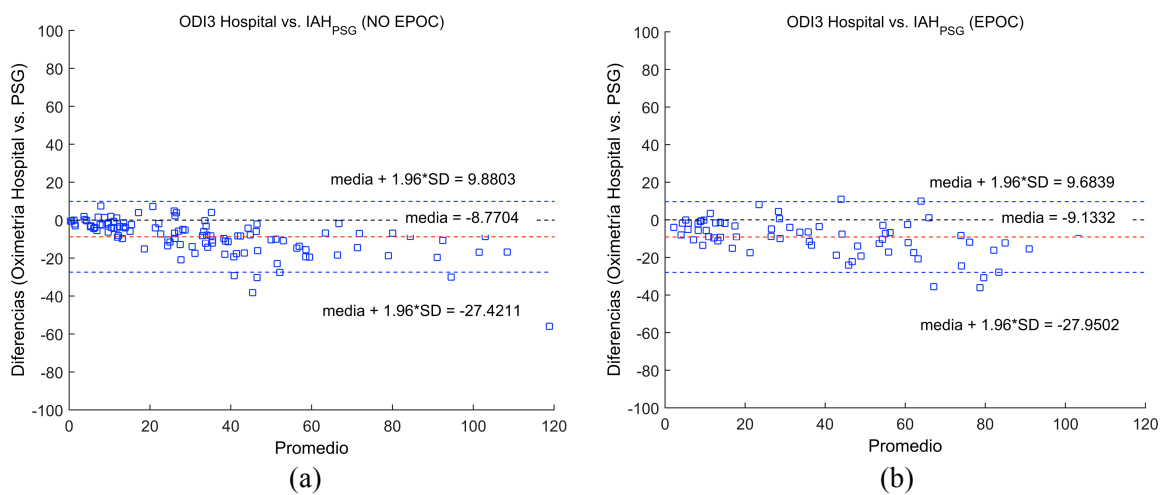 ODI3 Hospital vs. IAHPSG (NO EPOC)
Diferencias (Oximetría Hospital vs. PSG)
100
80
60
40
20
0
-20
-40
-60
-80
-100
media + 1.96*SD = 9.8803
media = -8.7704
media + 1.96*SD = -27.4211
0 20 40 60 80 100 120
Promedio
(a)
ODI3 Hospital vs. IAHPSG (EPOC)
Diferencias (Oximetría Hospital vs. PSG)
100
80
60
40
20
0
-20
-40
-60
-80
-100
media + 1.96*SD = 9.6839
media = -9.1332
media + 1.96*SD = -27.9502
0 20 40 60 80 100 120
Promedio
(b)